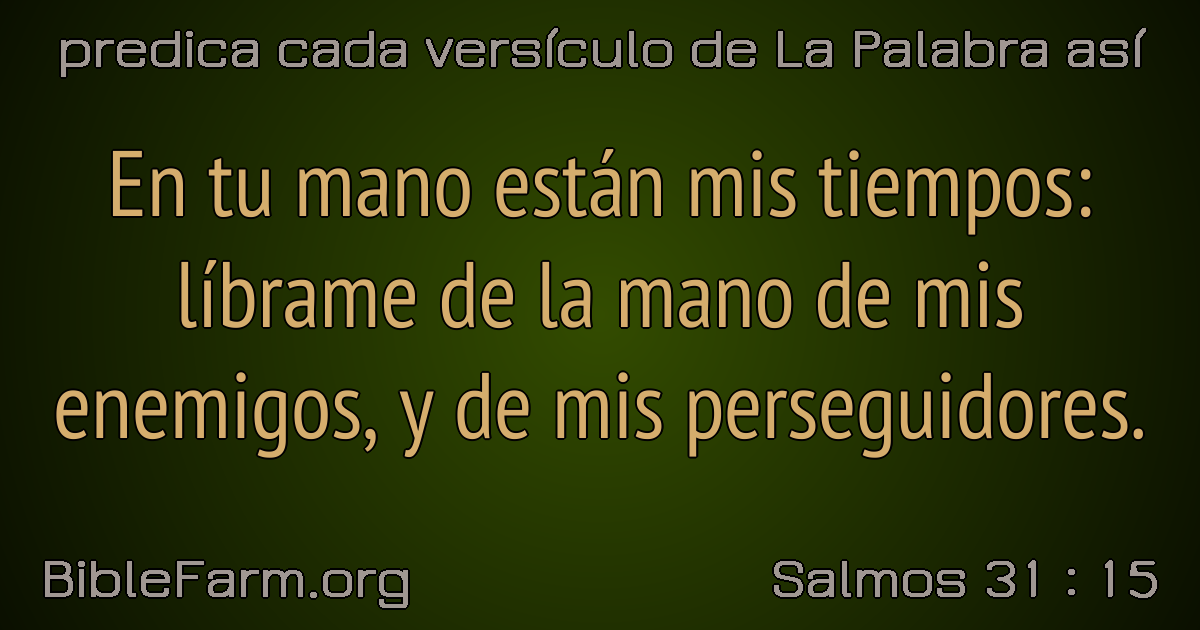 predica cada versículo de La Palabra así
En tu mano están mis tiempos:
líbrame de la mano de mis
enemigos, y de mis perseguidores.
BibleFarm.org
Salmos 31 : 15